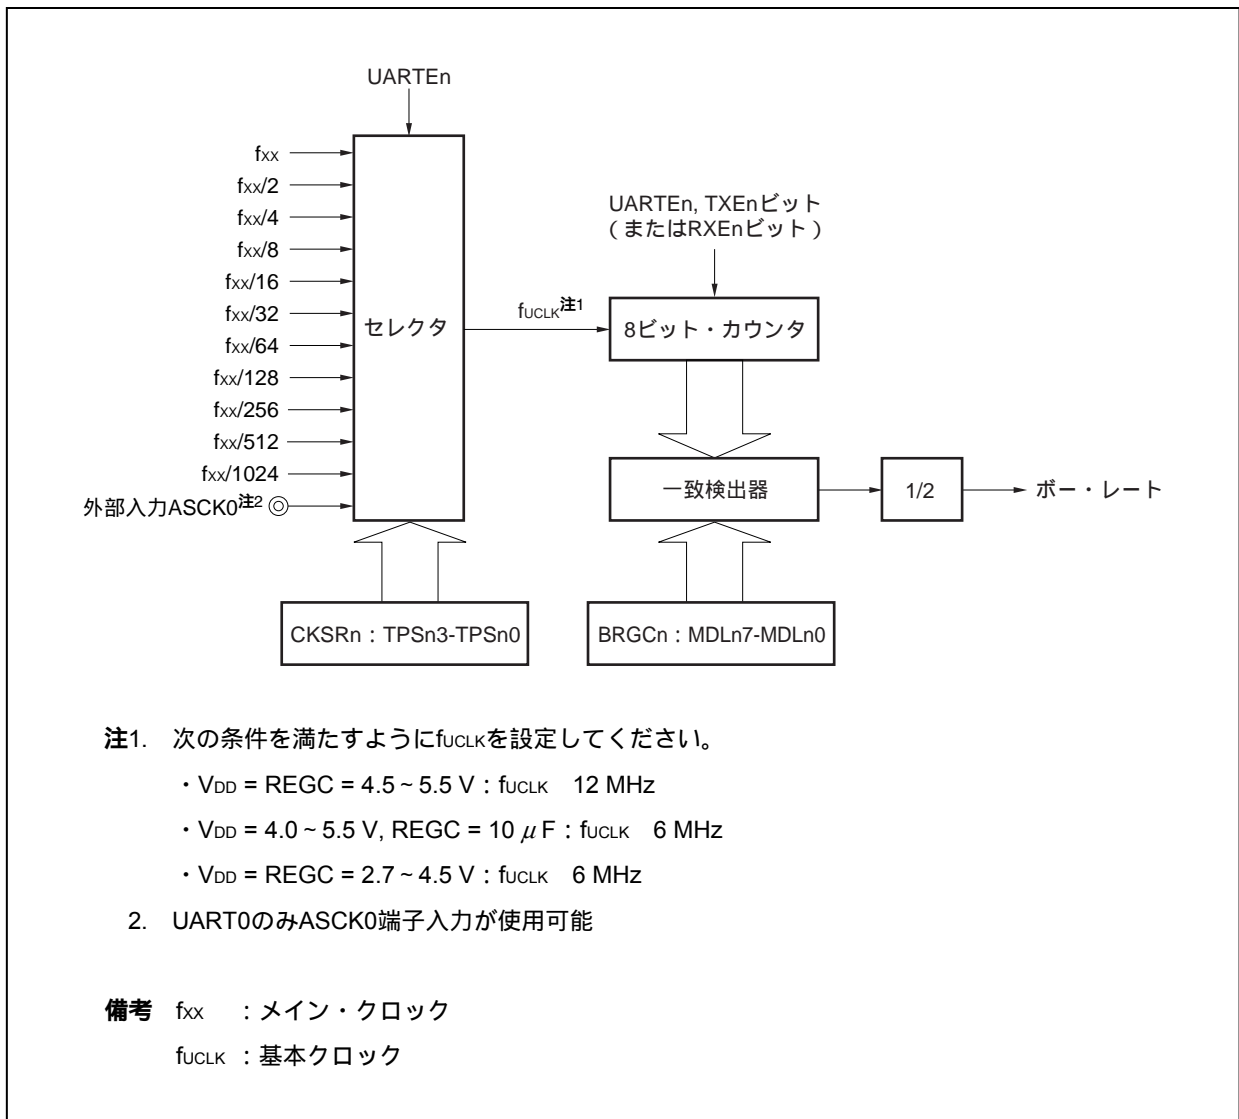 UARTEn
fxx
fxx/2
fxx/4
fxx/8
fxx/16
fxx/32
fxx/64
fxx/128
fxx/256
fxx/512
fxx/1024
外部入力ASCK0注2
セレクタ
fUCLK注1
UARTEn, TXEnビット
（またはRXEnビット）
8ビット・カウンタ
一致検出器
1/2
ボー・レート
CKSRn：TPSn3-TPSn0
BRGCn：MDLn7-MDLn0
注1. 次の条件を満たすようにfUCLKを設定してください。
・VDD = REGC = 4.5～5.5 V：fUCLK 12 MHz
・VDD = 4.0～5.5 V, REGC = 10 μF：fUCLK 6 MHz
・VDD = REGC = 2.7～4.5 V：fUCLK 6 MHz
2. UART0のみASCK0端子入力が使用可能
備考 fxx ：メイン・クロック
fUCLK ：基本クロック